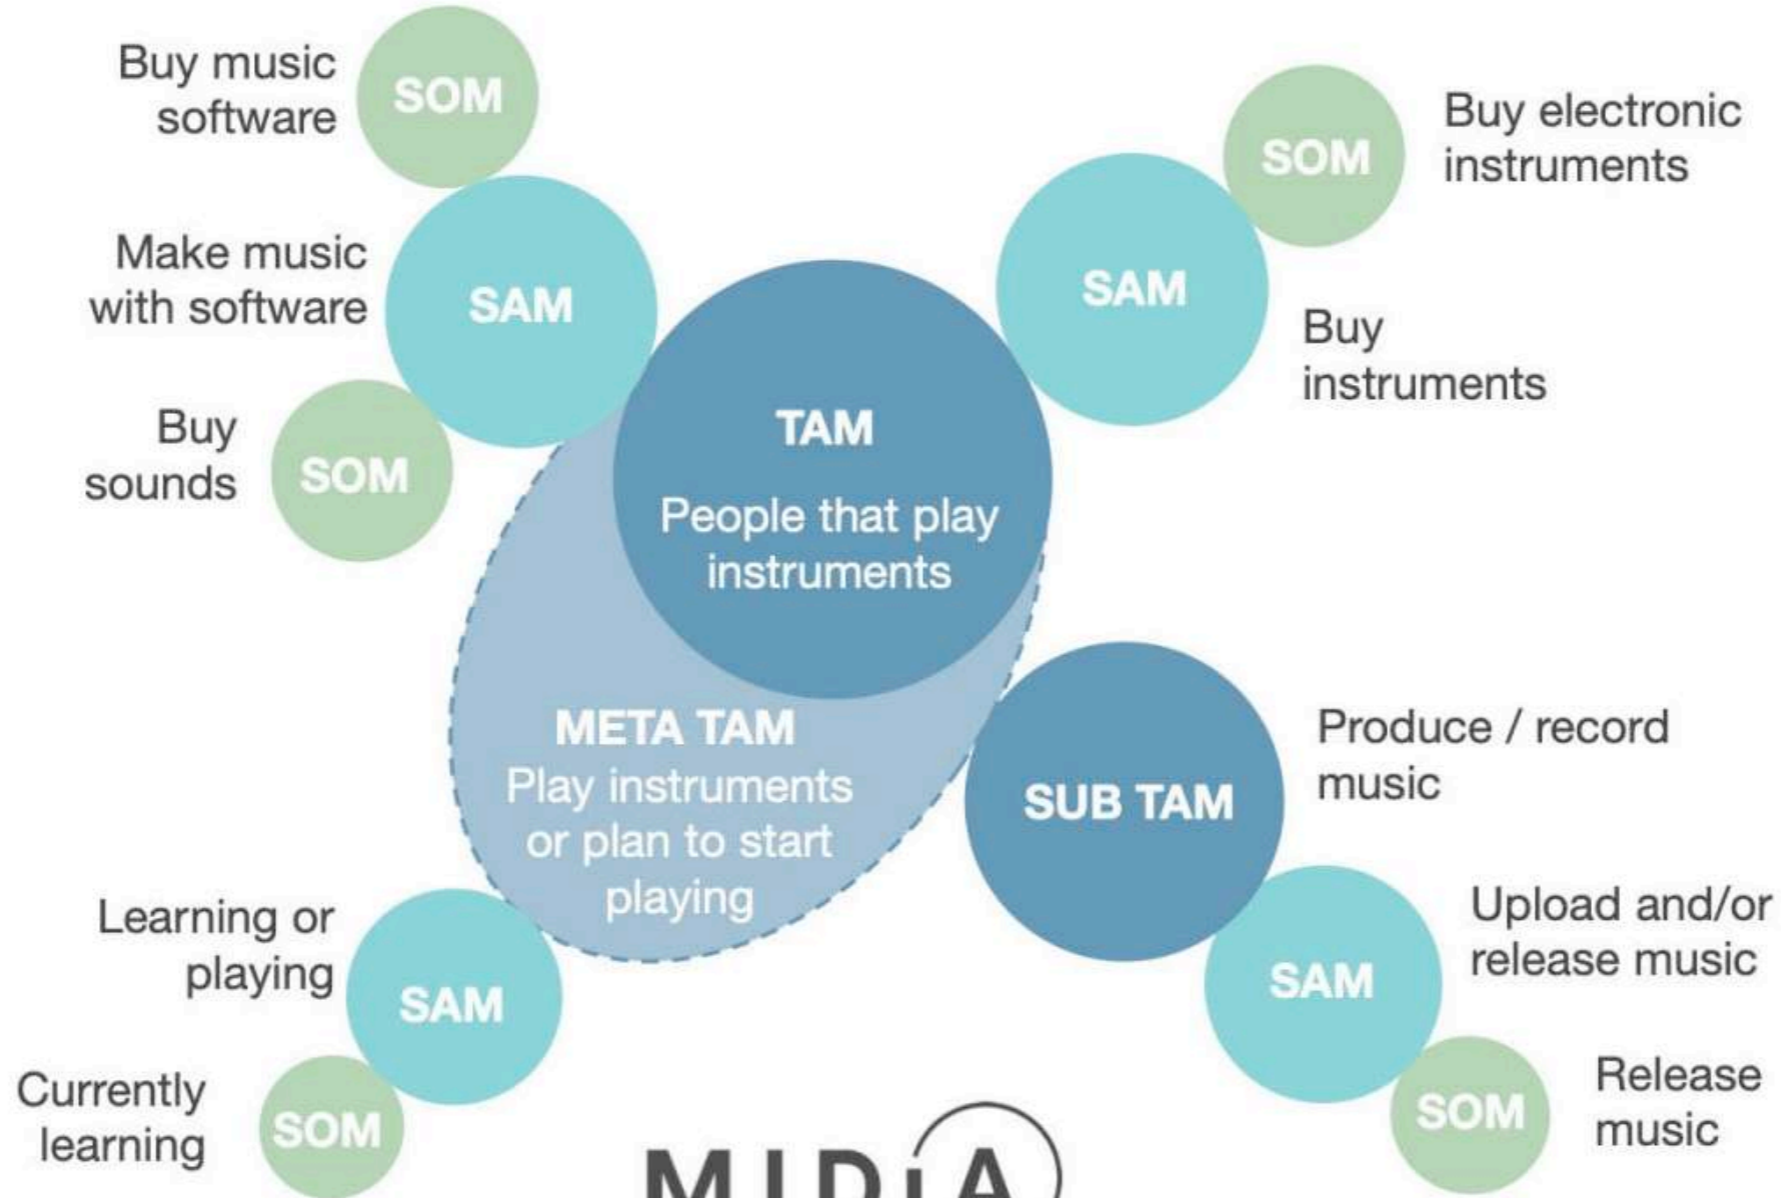 Buy music
software
SOM
Make music
with software
SAM
Buy
sounds
SOM
SOM
Buy electronic
instruments
SAM
Buy
instruments
TAM
People that play
instruments
META TAM
Play instruments
or plan to start
playing
SUB TAM
Produce / record
music
Learning or
playing
SAM
Currently
learning
SOM
SAM
Upload and/or
release music
SOM
Release
music
MIDiA